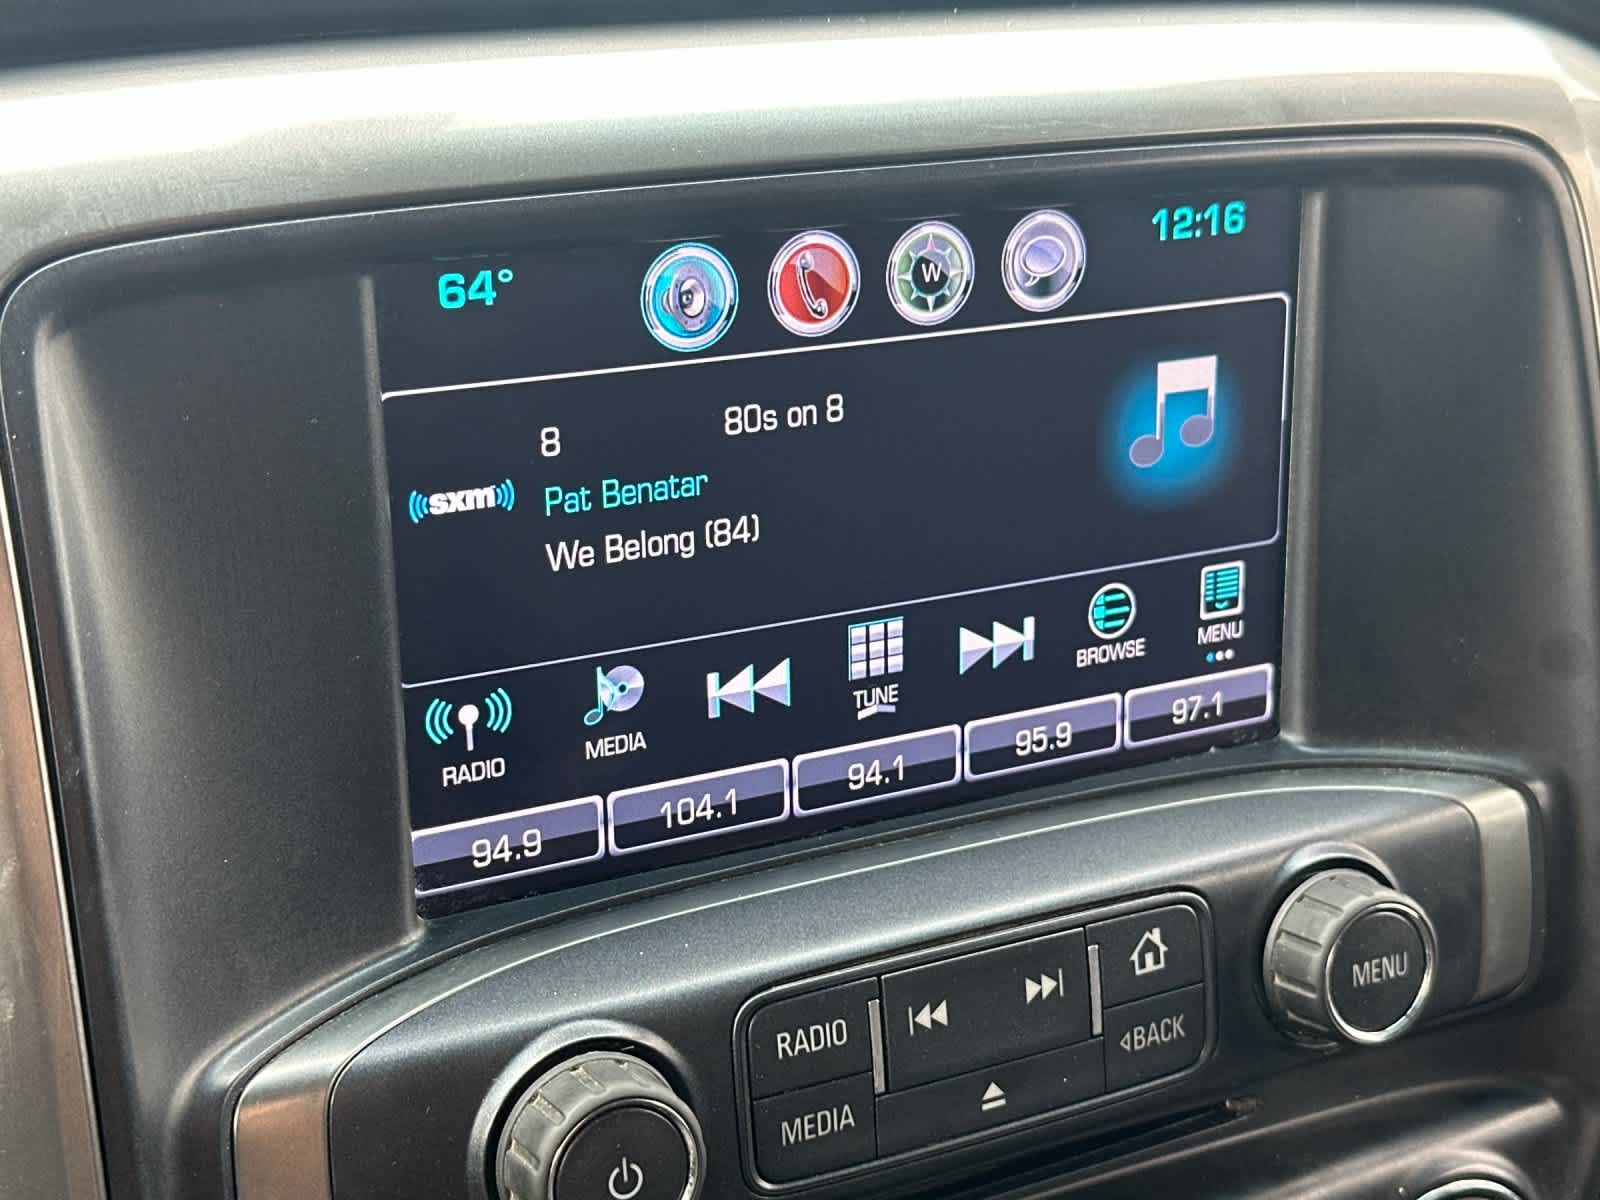 64°
W
12:16
8
80s on 8
sxm
Pat Benatar
We Belong (84)
RADIO
MEDIA
TUNE
BROWSE
MENU
94.9
104.1
94.1
95.9
97.1
RADIO
MEDIA
BACK
MENU